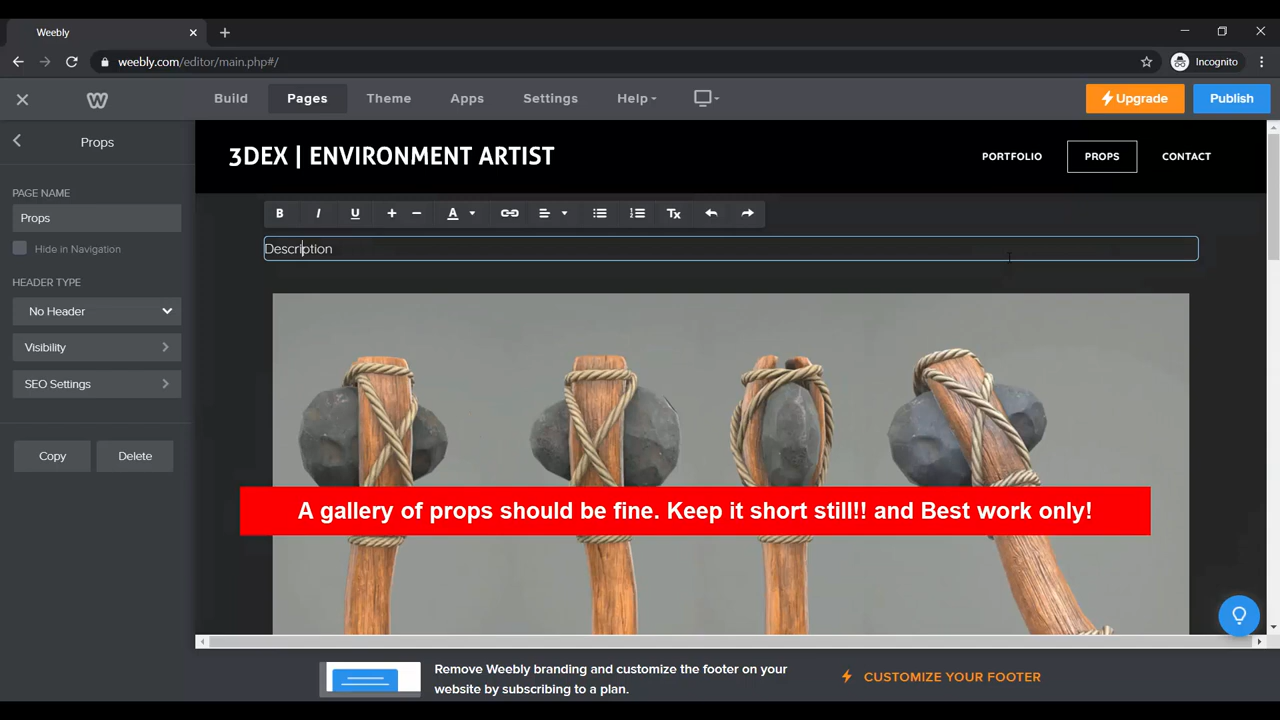 Weebly
weebly.com/editor/main.php#/
Incognito
Build
Pages
Theme
Apps
Settings
Help
Upgrade
Publish
Props
PAGE NAME
Props
Hide in Navigation
HEADER TYPE
No Header
Visibility
SEO Settings
Copy
Delete
3DEX | ENVIRONMENT ARTIST
PORTFOLIO
PROPS
CONTACT
B I U + - A Tx
Description
A gallery of props should be fine. Keep it short still!! and Best work only!
Remove Weebly branding and customize the footer on your
website by subscribing to a plan.
CUSTOMIZE YOUR FOOTER